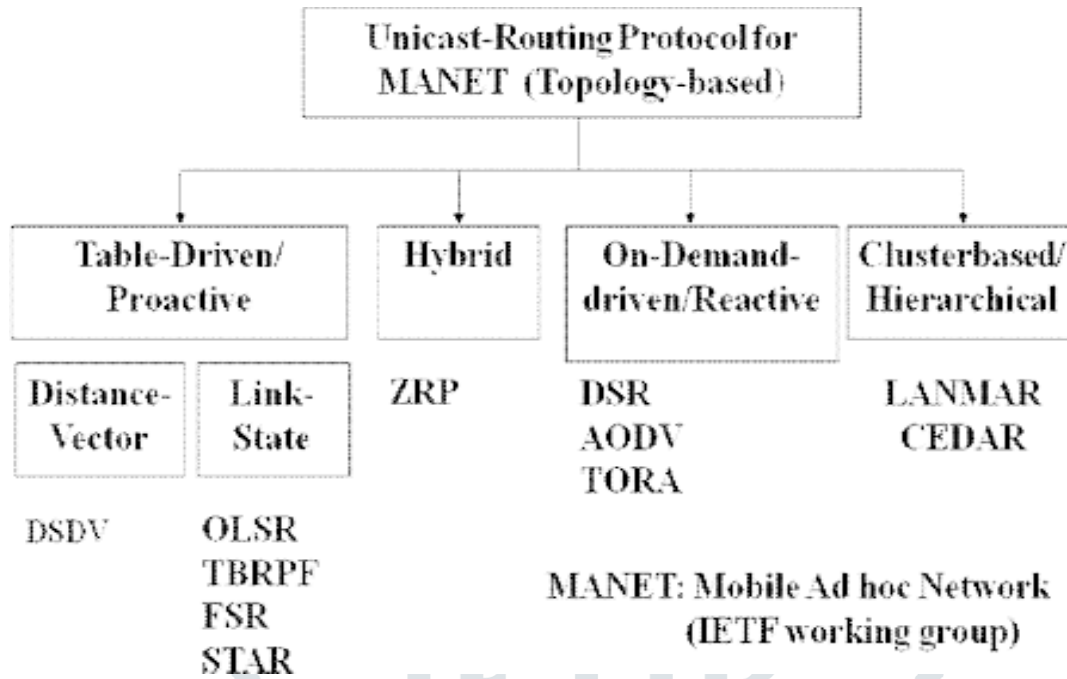 Unicast-Routing Protocol for
MANET (Topology-based)
Table-Driven/
Proactive
Hybrid
On-Demand-
driven/Reactive
Clusterbased/
Hierarchical
Distance-
Vector
Link-
State
ZRP
DSR
AODV
TORA
LANMAR
CEDAR
DSDV
OLSR
TBRPF
FSR
STAR
MANET: Mobile Ad hoc Network
(IETF working group)